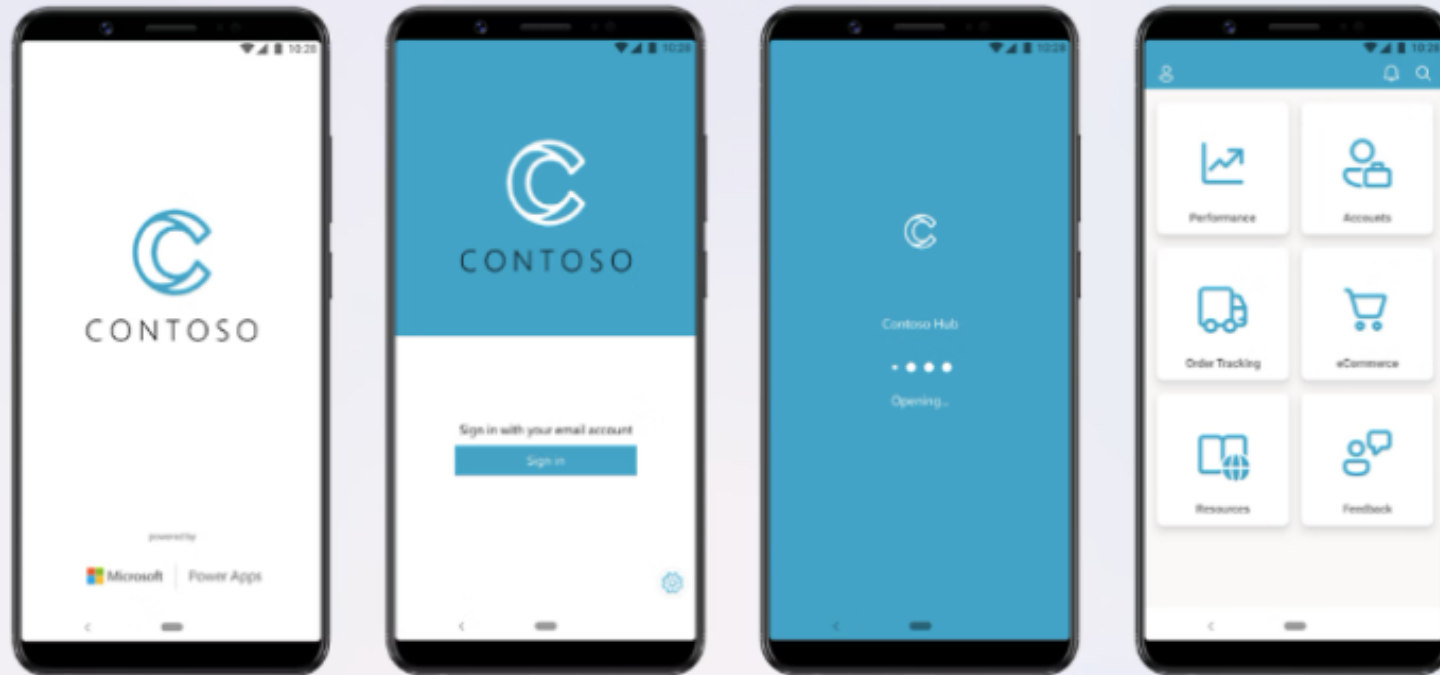 10:28
CONTOSO
powered by
Microsoft | Power Apps
10:28
CONTOSO
Sign in with your email account
Sign in
10:28
Contoso Hub
Opening...
10:28
Performance
Accounts
Order Tracking
eCommerce
Resources
Feedback